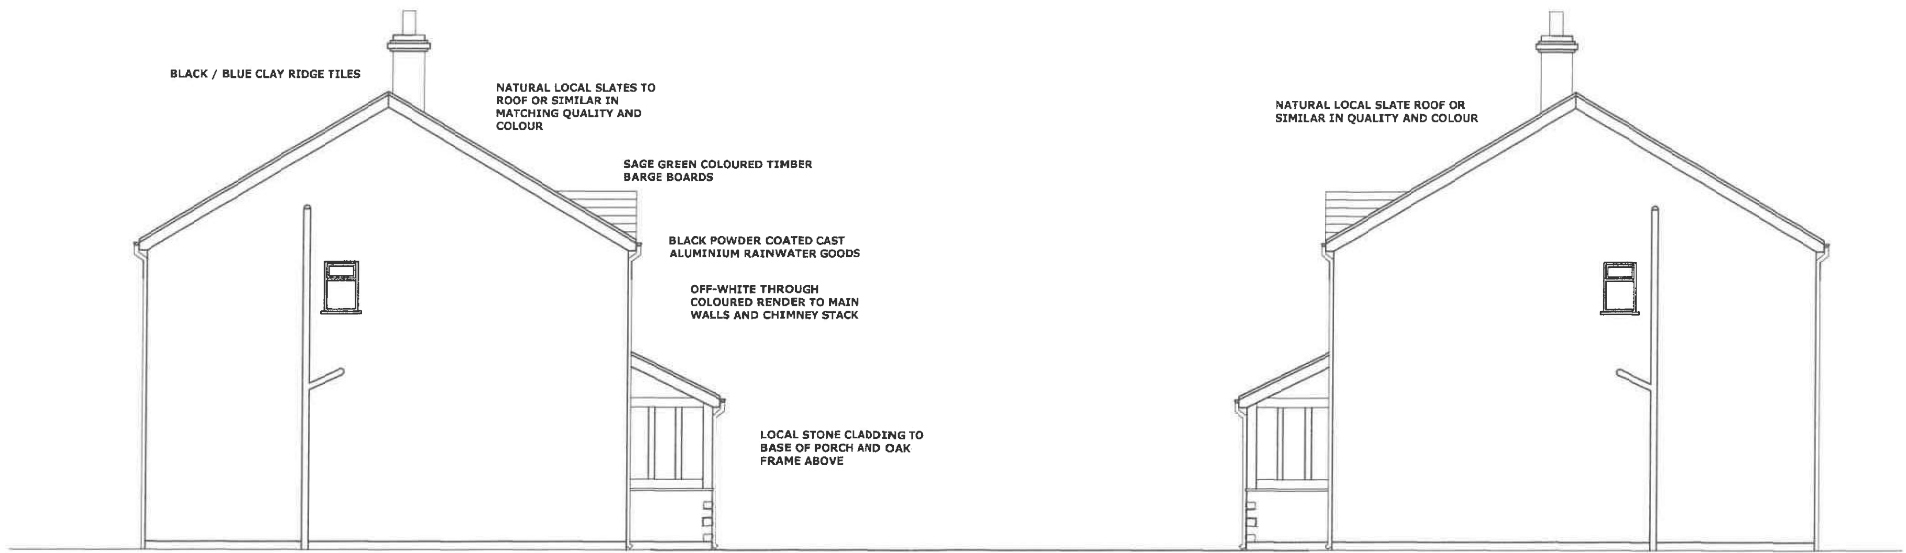 BLACK / BLUE CLAY RIDGE TILES
NATURAL LOCAL SLATES TO
ROOF OR SIMILAR IN
MATCHING QUALITY AND
COLOUR
SAGE GREEN COLOURED TIMBER
BARGE BOARDS
BLACK POWDER COATED CAST
ALUMINIUM RAINWATER GOODS
OFF-WHITE THROUGH
COLOURED RENDER TO MAIN
WALLS AND CHIMNEY STACK
LOCAL STONE CLADDING TO
BASE OF PORCH AND OAK
FRAME ABOVE
NATURAL LOCAL SLATE ROOF OR
SIMILAR IN QUALITY AND COLOUR